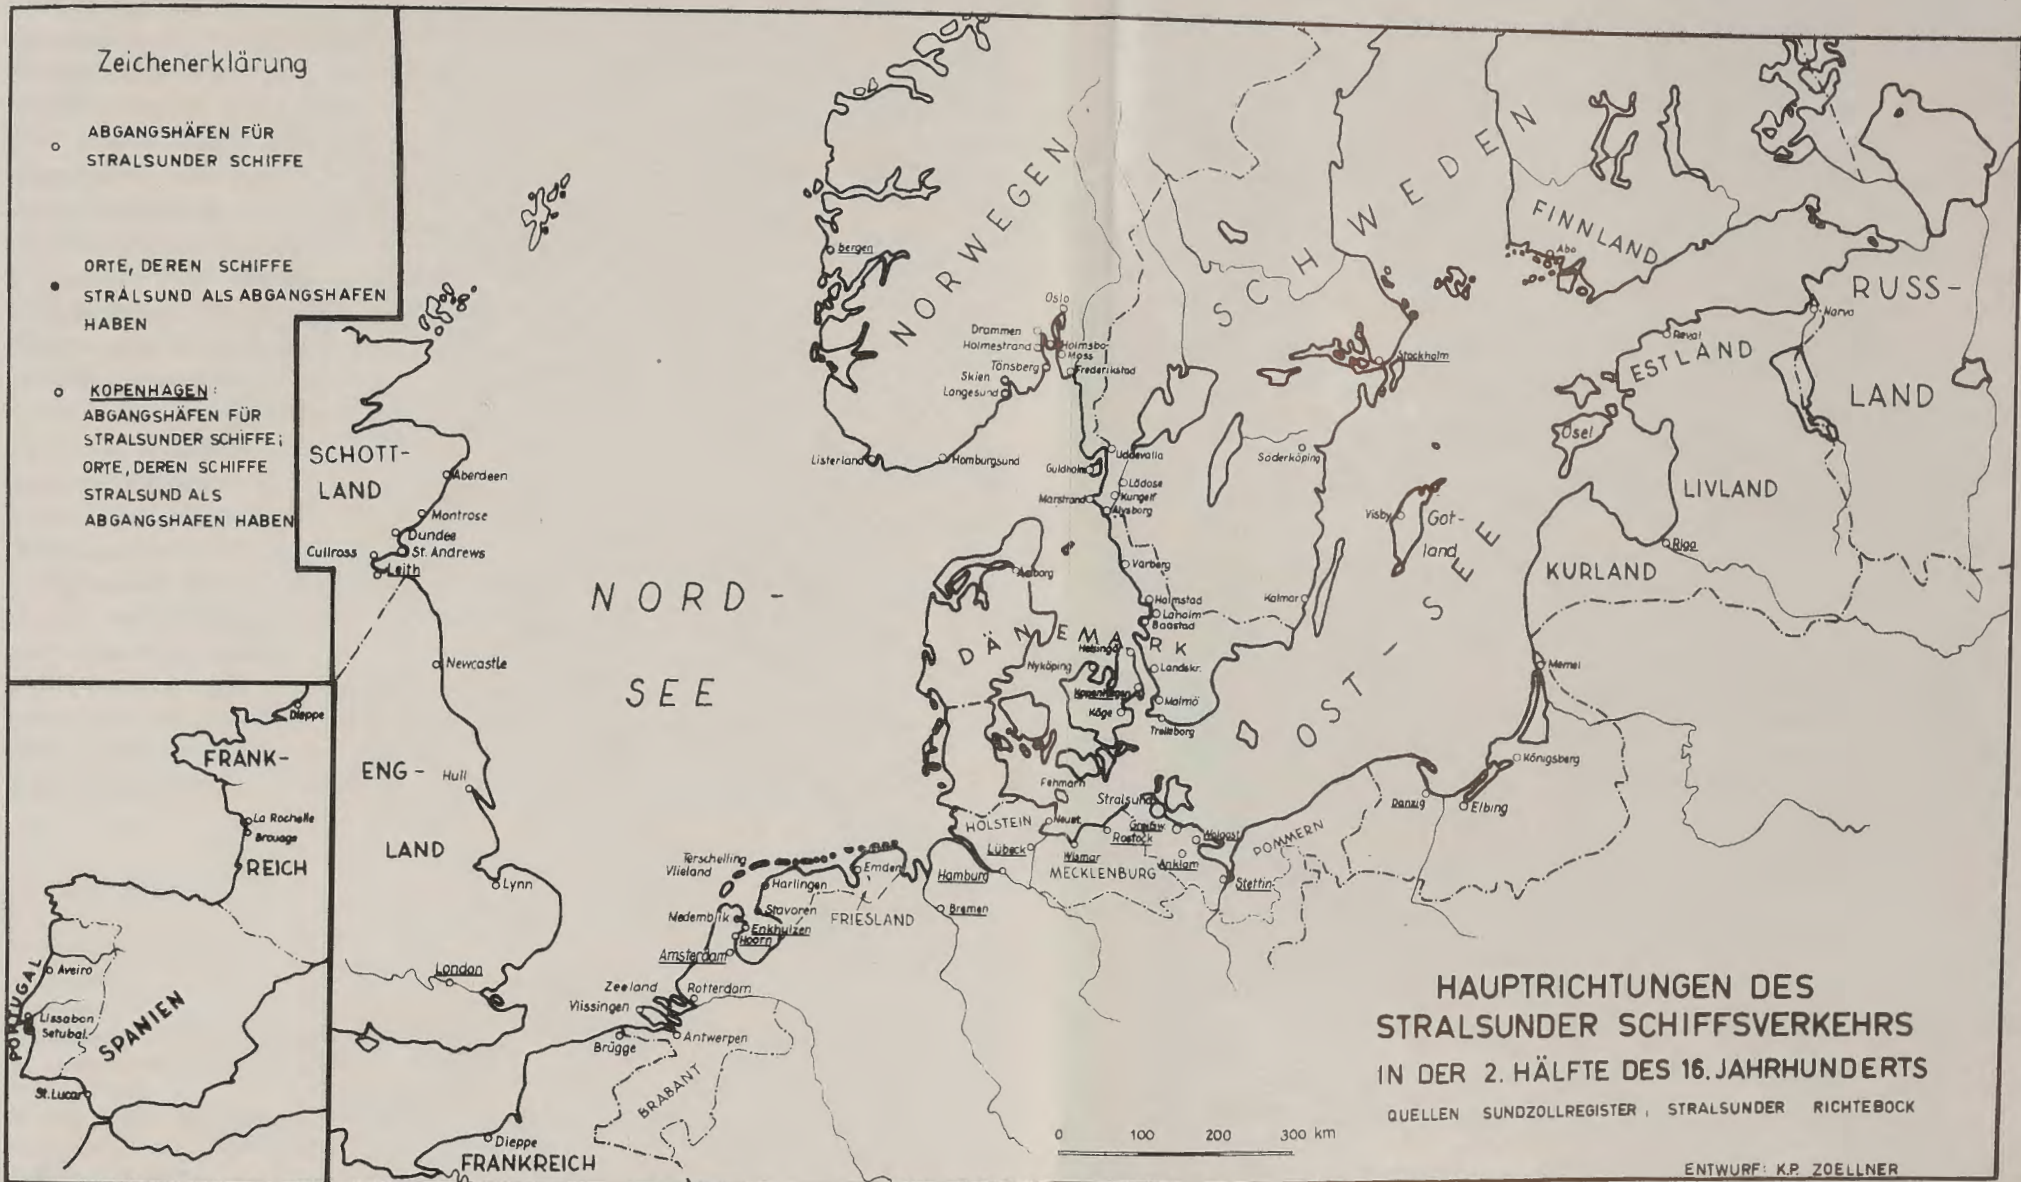 Zeichenerklärung
ABGANGSHÄFEN FÜR
STRALSUNDER SCHIFFE
ORTE, DEREN SCHIFFE
STRALSUND ALS ABGANGSHAFEN
HABEN
KOPENHAGEN:
ABGANGSHÄFEN FÜR
STRALSUNDER SCHIFFE;
ORTE, DEREN SCHIFFE
STRALSUND ALS
ABGANGSHAFEN HABEN
SCHOTT-
LAND
Aberdeen
Montrose
Dundee
St. Andrews
Cullross
Leith
Newcastle
ENG-
LAND
Hull
Lynn
London
Dieppe
FRANK-
REICH
La Rochelle
Brouage
PORTUGAL
Aveiro
Lissabon
Setubal
SPANIEN
St. Lucar
NORD-
SEE
NORWEGEN
Bergen
Oslo
Drammen
Holmestrand
Holmsbo
Moss
Tönsberg
Frederikstad
Skien
Langesund
Listerland
Homburgsund
SCHWEDEN
Stockholm
Söderköping
Uddevalla
Guldholm
Lödose
Kungelf
Marstrand
Älvsborg
Varberg
Halmstad
Laholm
Baastad
Kalmar
Visby
Got-
land
FINNLAND
Abo
RUSS-
LAND
Narva
Reval
ESTLAND
Ösel
LIVLAND
Riga
KURLAND
OST-SEE
DÄNEMARK
Aalborg
Helsingö
Nyköping
Landskr.
Kopenhagen
Malmö
Köge
Trelleborg
Fehmarn
Memel
Königsberg
Elbing
Danzig
Stralsund
Greifsw.
Wolgast
Rostock
Neust.
HOLSTEIN
Lübeck
Wismar
MECKLENBURG
Anklam
POMMERN
Stettin
Hamburg
Bremen
Terschelling
Vlieland
Emden
Harlingen
Stavoren
FRIESLAND
Medemblik
Enkhuizen
Hoorn
Amsterdam
Zeeland
Vlissingen
Rotterdam
Antwerpen
Brügge
BRABANT
Dieppe
FRANKREICH
HAUPTRICHTUNGEN DES
STRALSUNDER SCHIFFSVERKEHRS
IN DER 2. HÄLFTE DES 16. JAHRHUNDERTS
QUELLEN SUNDZOLLREGISTER, STRALSUNDER RICHTEBOCK
0 100 200 300 km
ENTWURF: K.P. ZOELLNER